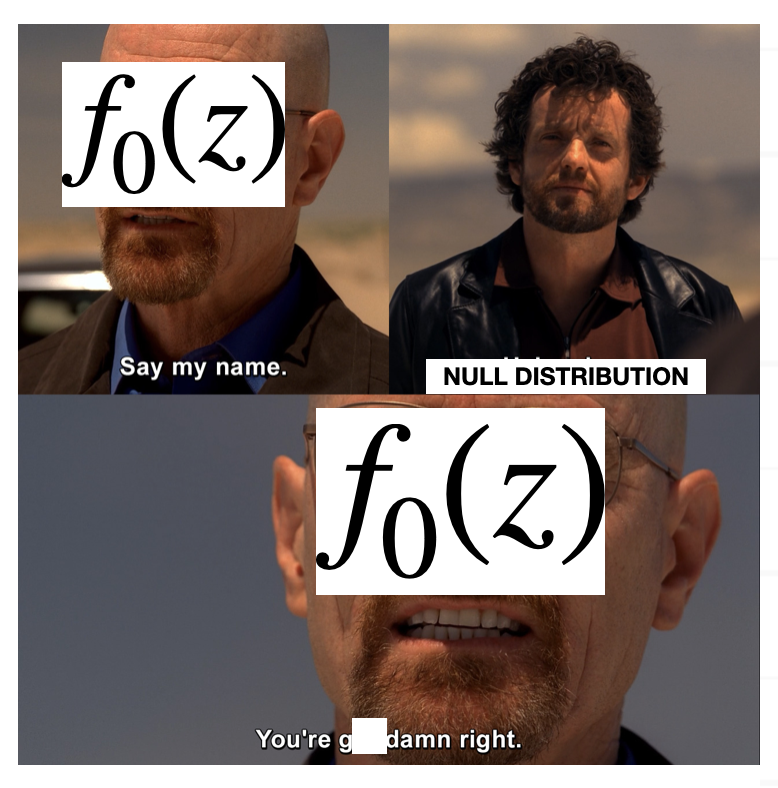 f₀(z)
Say my name.
NULL DISTRIBUTION
f₀(z)
You're g damn right.